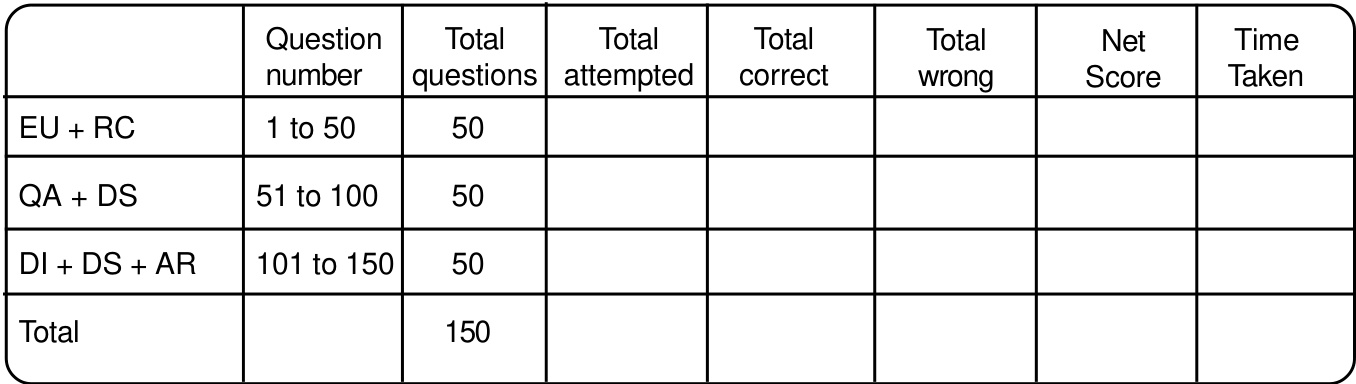 Question number Total questions Total attempted Total correct Total wrong Net Score Time Taken
EU + RC 1 to 50 50
QA + DS 51 to 100 50
DI + DS + AR 101 to 150 50
Total 150